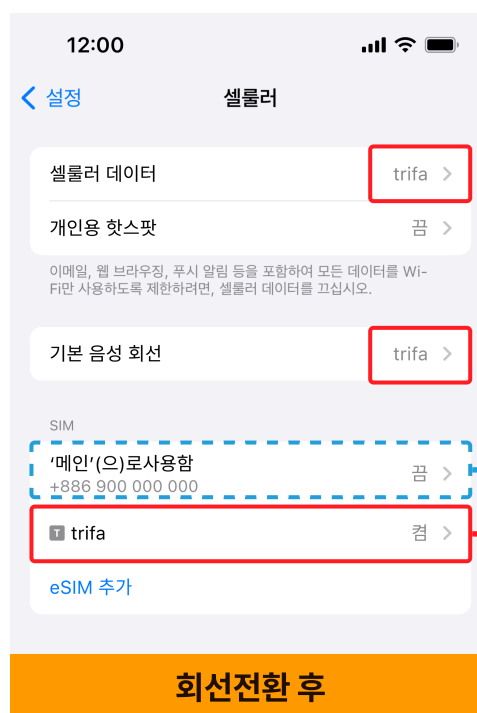 12:00
설정
셀룰러
셀룰러 데이터
trifa
개인용 핫스팟
끔
이메일, 웹 브라우징, 푸시 알림 등을 포함하여 모든 데이터를 Wi-
Fi만 사용하도록 제한하려면, 셀룰러 데이터를 끄십시오.
기본 음성 회선
trifa
SIM
‘메인’(으)로사용함
끔
+886 900 000 000
T trifa
켬
eSIM 추가
회선전환 후